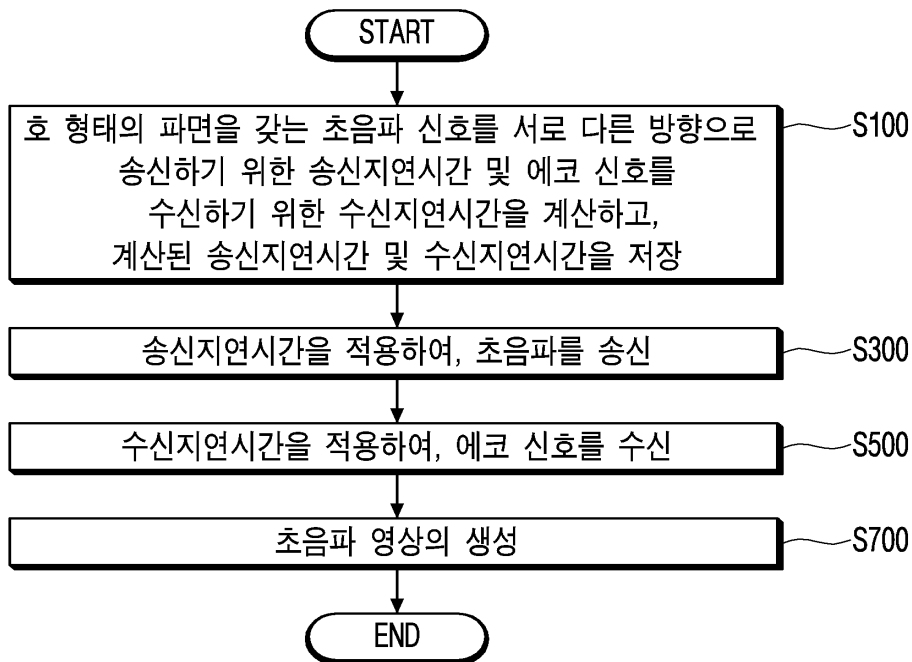 START
호 형태의 파면을 갖는 초음파 신호를 서로 다른 방향으로
송신하기 위한 송신지연시간 및 에코 신호를
수신하기 위한 수신지연시간을 계산하고,
계산된 송신지연시간 및 수신지연시간을 저장
S100
송신지연시간을 적용하여, 초음파를 송신
S300
수신지연시간을 적용하여, 에코 신호를 수신
S500
초음파 영상의 생성
S700
END